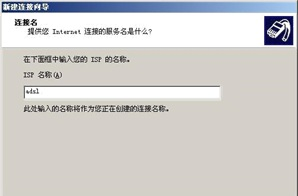 新建连接向导
连接名
提供您 Internet 连接的服务名是什么?
在下面框中输入您的 ISP 的名称。
ISP 名称(A)
adsl
此处输入的名称将作为您正在创建的连接名称。